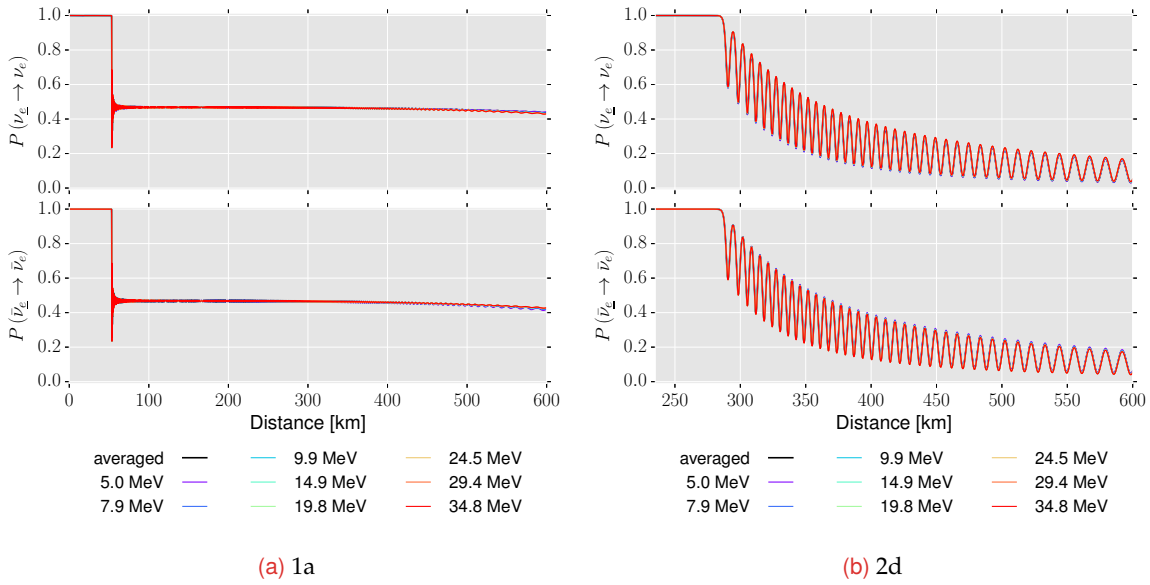 1.0
0.8
0.6
0.4
0.2
0.0
P (ν_e → ν_e)
1.0
0.8
0.6
0.4
0.2
0.0
P (ν̄_e → ν̄_e)
0 100 200 300 400 500 600
Distance [km]
averaged 9.9 MeV 24.5 MeV
5.0 MeV 14.9 MeV 29.4 MeV
7.9 MeV 19.8 MeV 34.8 MeV
(a) 1a
1.0
0.8
0.6
0.4
0.2
0.0
P (ν_e → ν_e)
1.0
0.8
0.6
0.4
0.2
0.0
P (ν̄_e → ν̄_e)
250 300 350 400 450 500 550 600
Distance [km]
averaged 9.9 MeV 24.5 MeV
5.0 MeV 14.9 MeV 29.4 MeV
7.9 MeV 19.8 MeV 34.8 MeV
(b) 2d